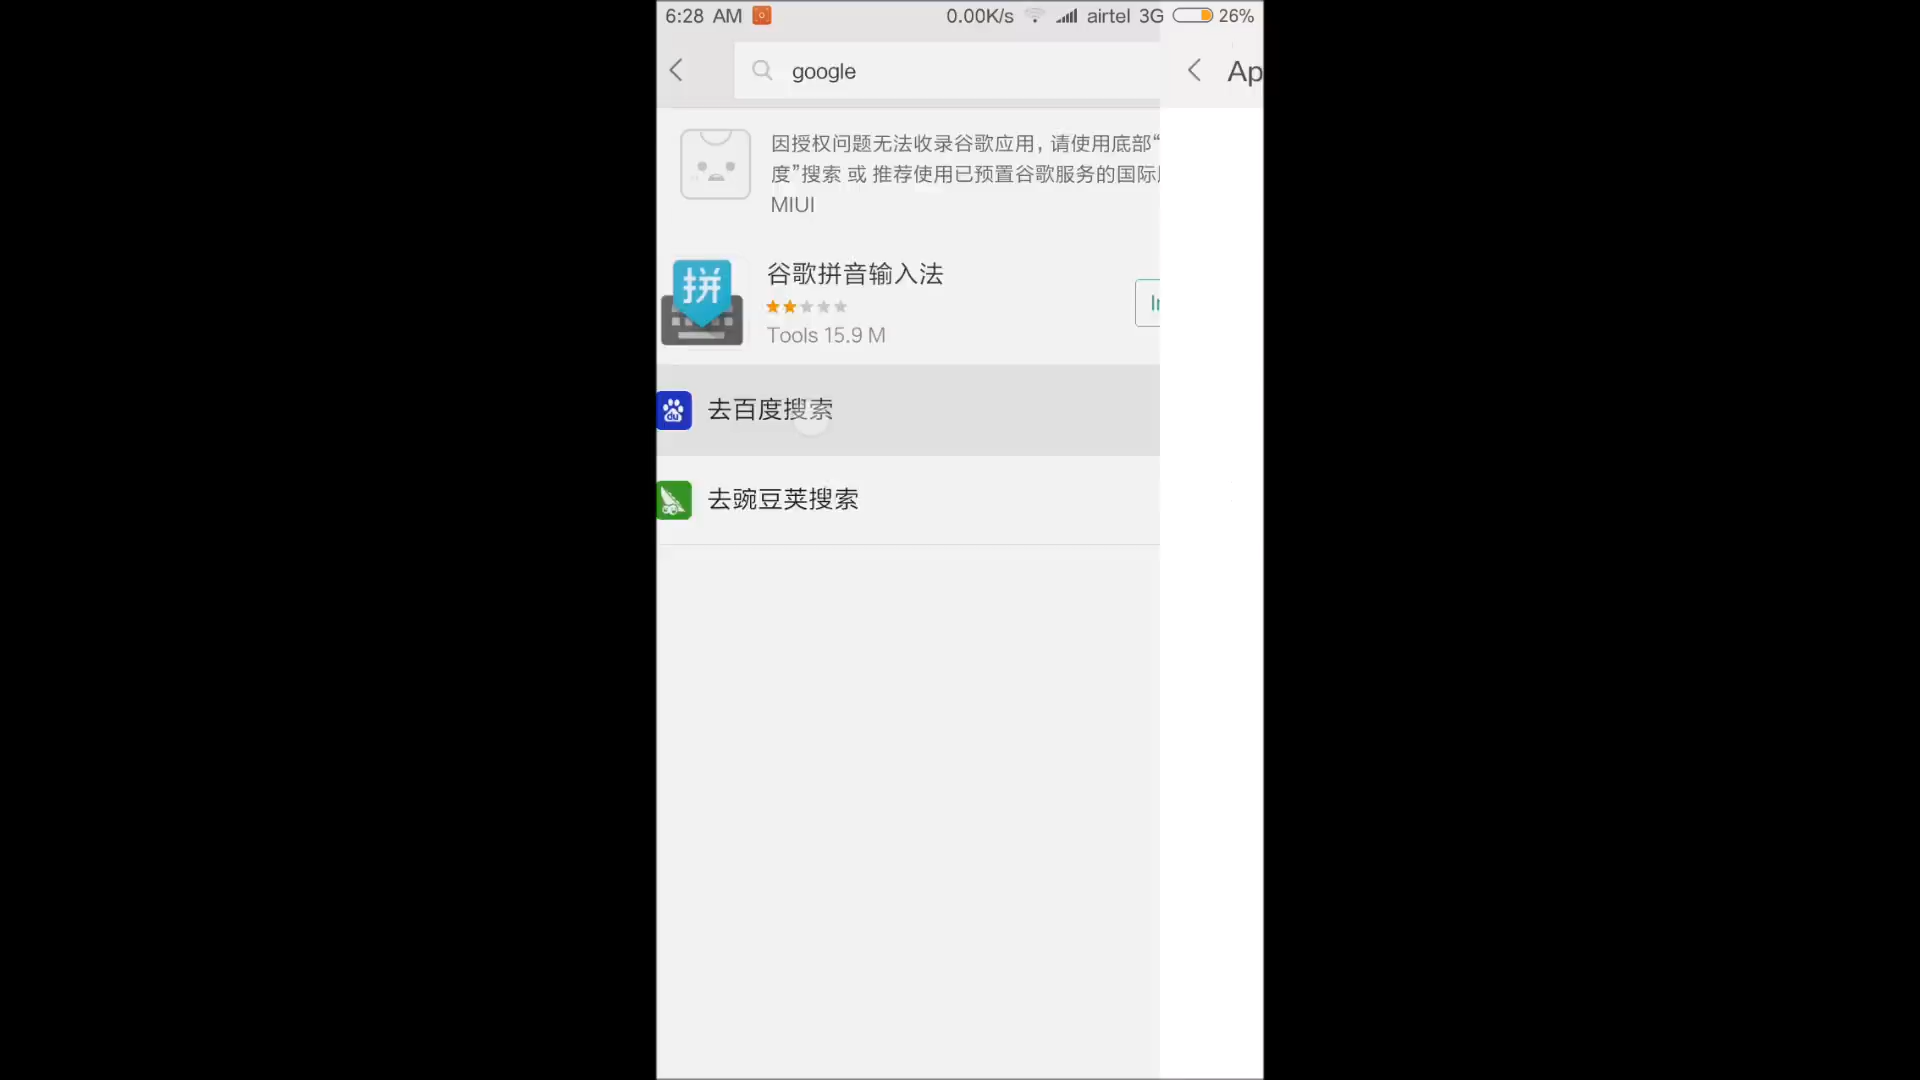 6:28 AM 0.00K/s airtel 3G 26%
google
Ap
因授权问题无法收录谷歌应用，请使用底部“
度”搜索 或 推荐使用已预置谷歌服务的国际
MIUI
拼
谷歌拼音输入法
Tools 15.9 M
du
去百度搜索
去豌豆荚搜索